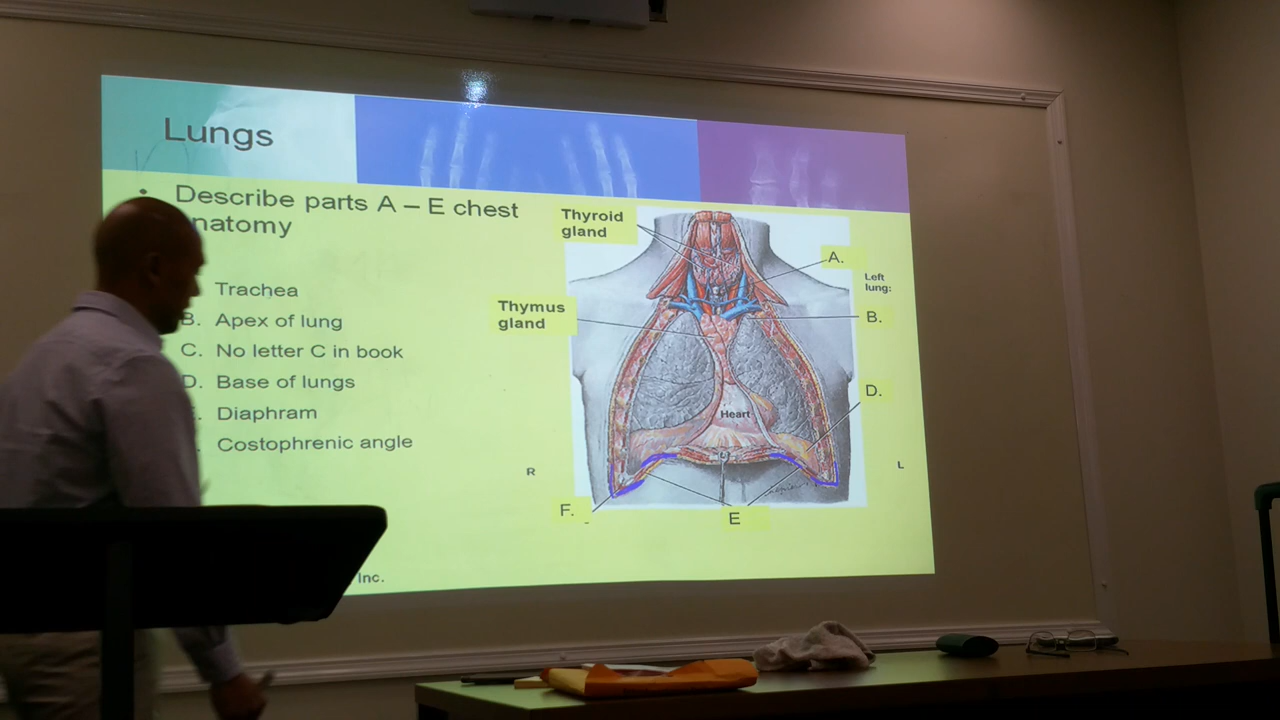 Lungs
• Describe parts A – E chest
natomy
Trachea
B. Apex of lung
C. No letter C in book
D. Base of lungs
Diaphram
Costophrenic angle
Inc.
Thyroid
gland
A.
Left
lung:
Thymus
gland
B.
D.
Heart
R
L
F.
E